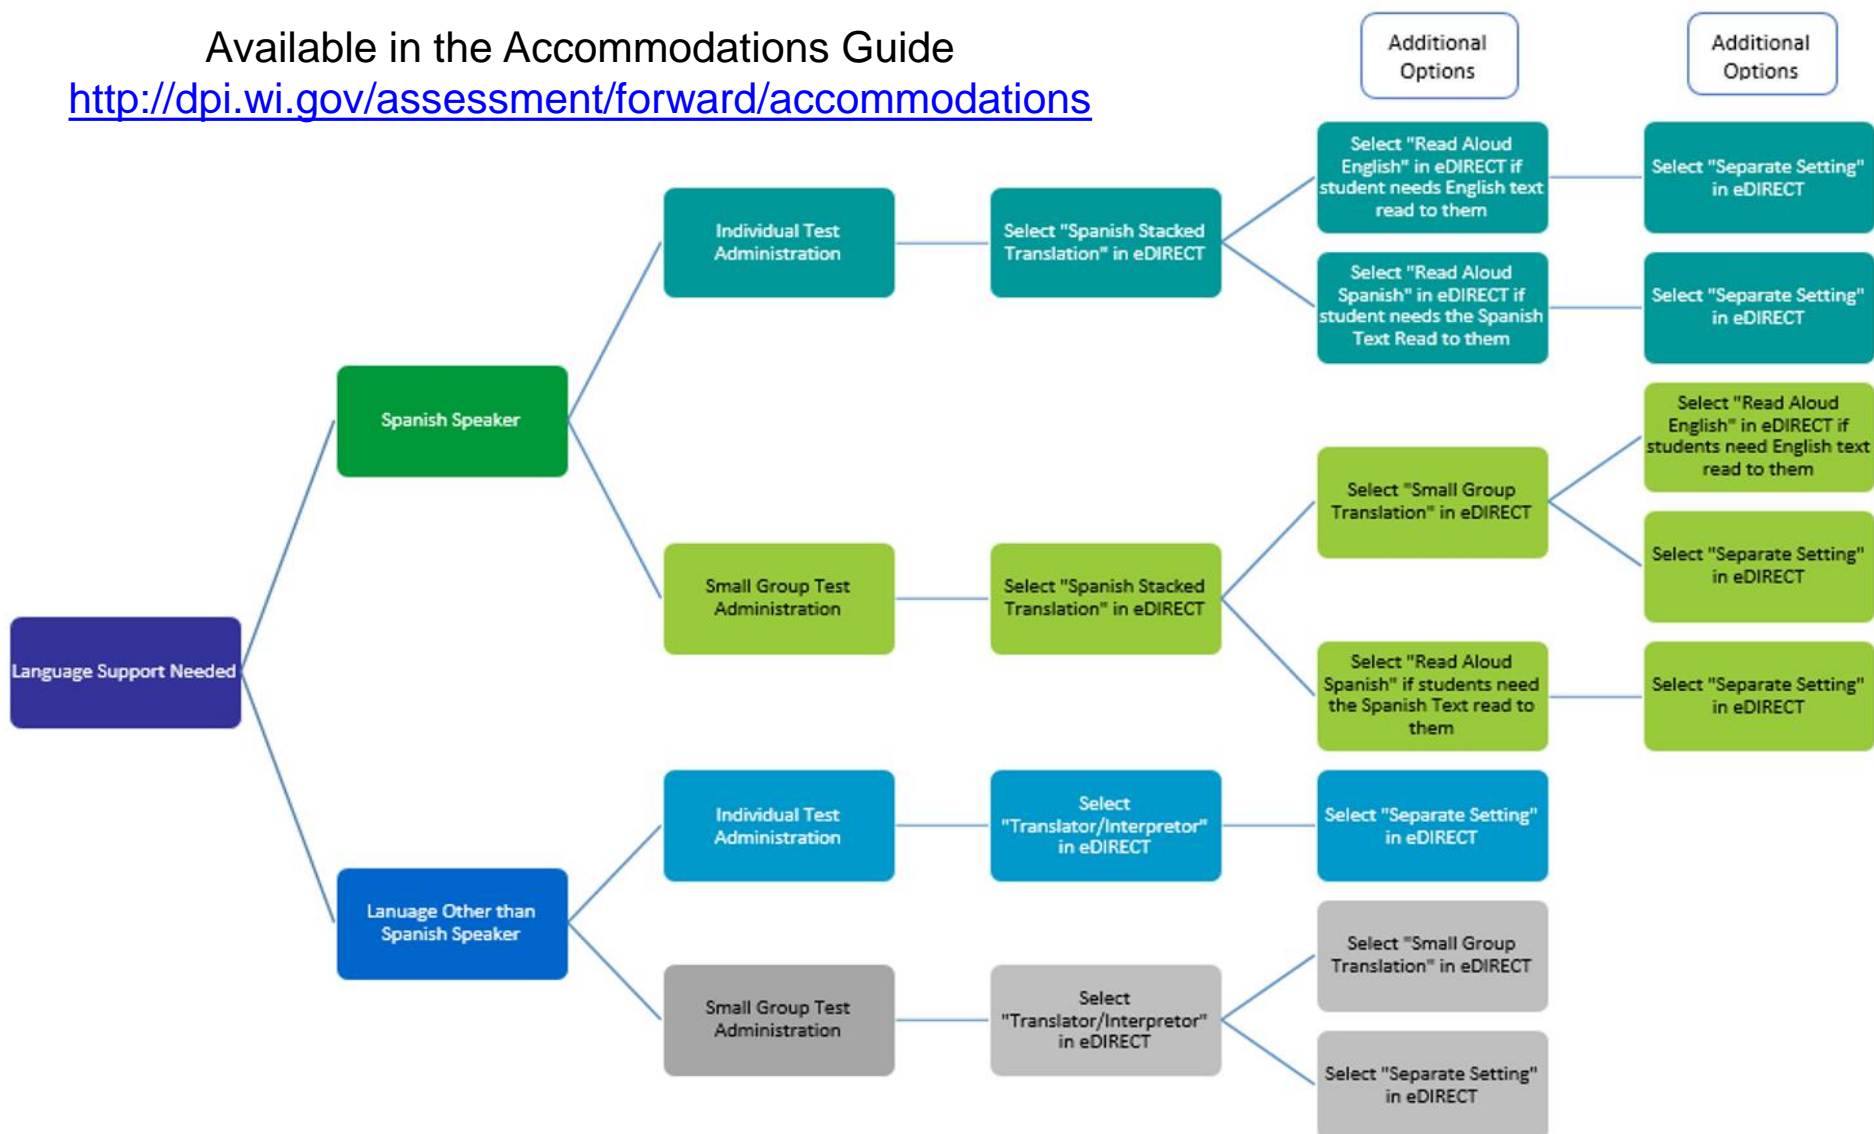 Available in the Accommodations Guide
http://dpi.wi.gov/assessment/forward/accommodations
Additional
Options
Additional
Options
Language Support Needed
Spanish Speaker
Individual Test
Administration
Select "Spanish Stacked
Translation" in eDIRECT
Select "Read Aloud
English" in eDIRECT if
student needs English text
read to them
Select "Separate Setting"
in eDIRECT
Select "Read Aloud
Spanish" in eDIRECT if
student needs the Spanish
Text Read to them
Select "Separate Setting"
in eDIRECT
Small Group Test
Administration
Select "Spanish Stacked
Translation" in eDIRECT
Select "Small Group
Translation" in eDIRECT
Select "Read Aloud
English" in eDIRECT if
students need English text
read to them
Select "Separate Setting"
in eDIRECT
Select "Read Aloud
Spanish" if students need
the Spanish Text read to
them
Select "Separate Setting"
in eDIRECT
Lanuage Other than
Spanish Speaker
Individual Test
Administration
Select
"Translator/Interpretor"
in eDIRECT
Select "Separate Setting"
in eDIRECT
Small Group Test
Administration
Select
"Translator/Interpretor"
in eDIRECT
Select "Small Group
Translation" in eDIRECT
Select "Separate Setting"
in eDIRECT